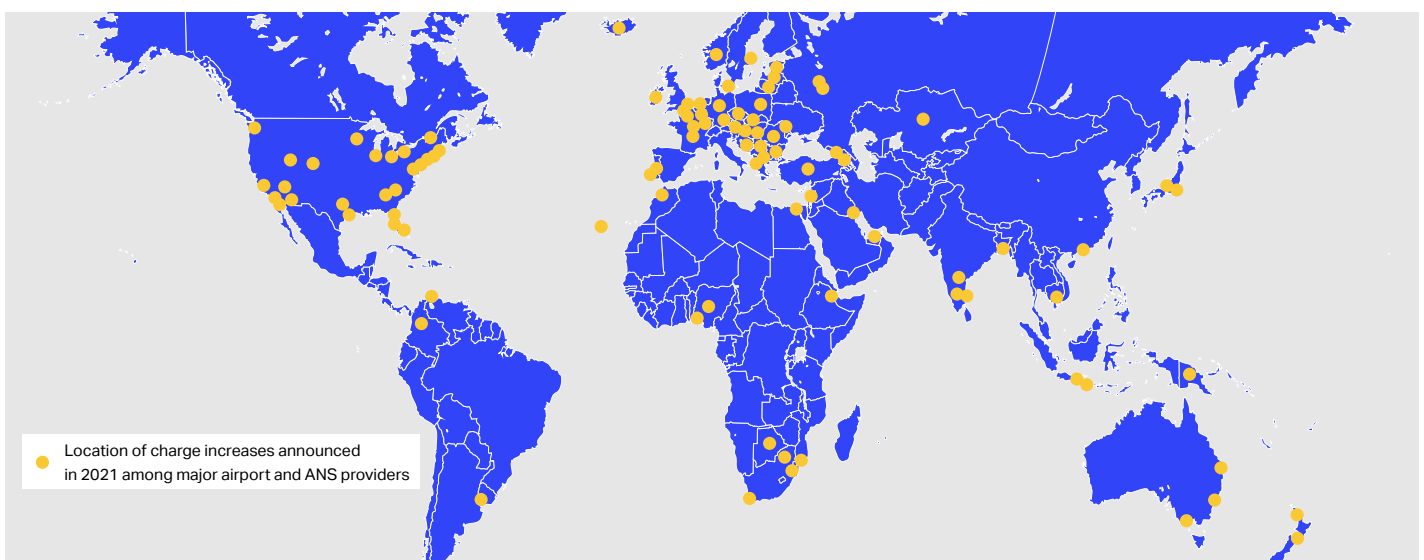 Location of charge increases announced
in 2021 among major airport and ANS providers